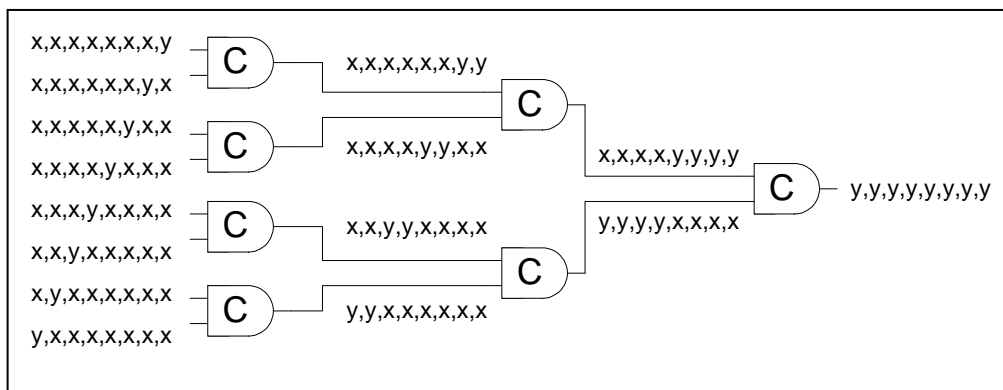 x,x,x,x,x,x,x,y
x,x,x,x,x,x,y,x
x,x,x,x,x,y,x,x
x,x,x,x,y,x,x,x
x,x,x,y,x,x,x,x
x,x,y,x,x,x,x,x
x,y,x,x,x,x,x,x
y,x,x,x,x,x,x,x
C
C
C
C
x,x,x,x,x,x,y,y
x,x,x,x,y,y,x,x
x,x,y,y,x,x,x,x
y,y,x,x,x,x,x,x
C
C
x,x,x,x,y,y,y,y
y,y,y,y,x,x,x,x
C
y,y,y,y,y,y,y,y